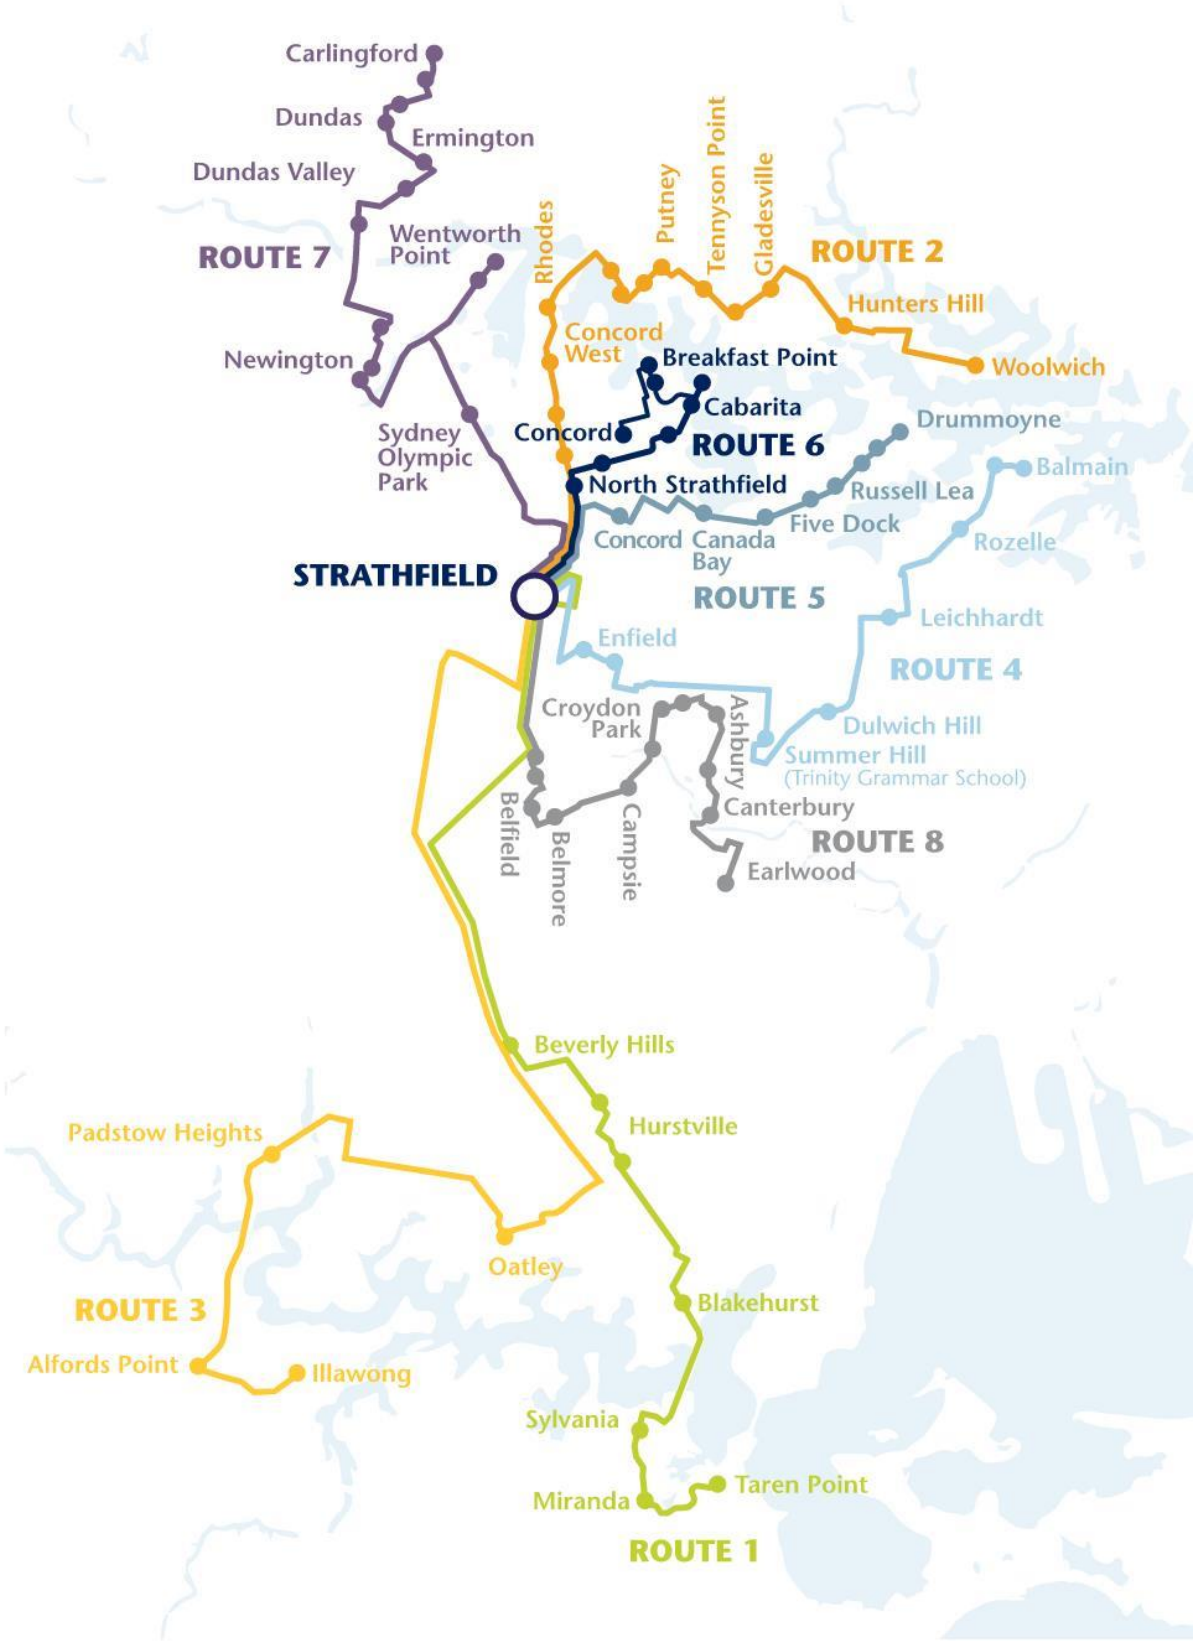 Carlingford
Dundas
Ermington
Dundas Valley
Wentworth
Point
ROUTE 7
Newington
Sydney
Olympic
Park
Rhodes
Putney
Tennyson Point
Gladesville
ROUTE 2
Hunters Hill
Woolwich
Concord
West
Breakfast Point
Cabarita
Concord
ROUTE 6
North Strathfield
Drummoyne
Russell Lea
Five Dock
Concord
Canada
Bay
ROUTE 5
Balmain
Rozelle
Leichhardt
ROUTE 4
STRATHFIELD
Enfield
Dulwich Hill
Summer Hill
(Trinity Grammar School)
Croydon
Park
Ashbury
Canterbury
ROUTE 8
Earlwood
Belfield
Belmore
Campsie
Beverly Hills
Hurstville
Padstow Heights
Oatley
ROUTE 3
Alfords Point
Illawong
Blakehurst
Sylvania
Miranda
Taren Point
ROUTE 1